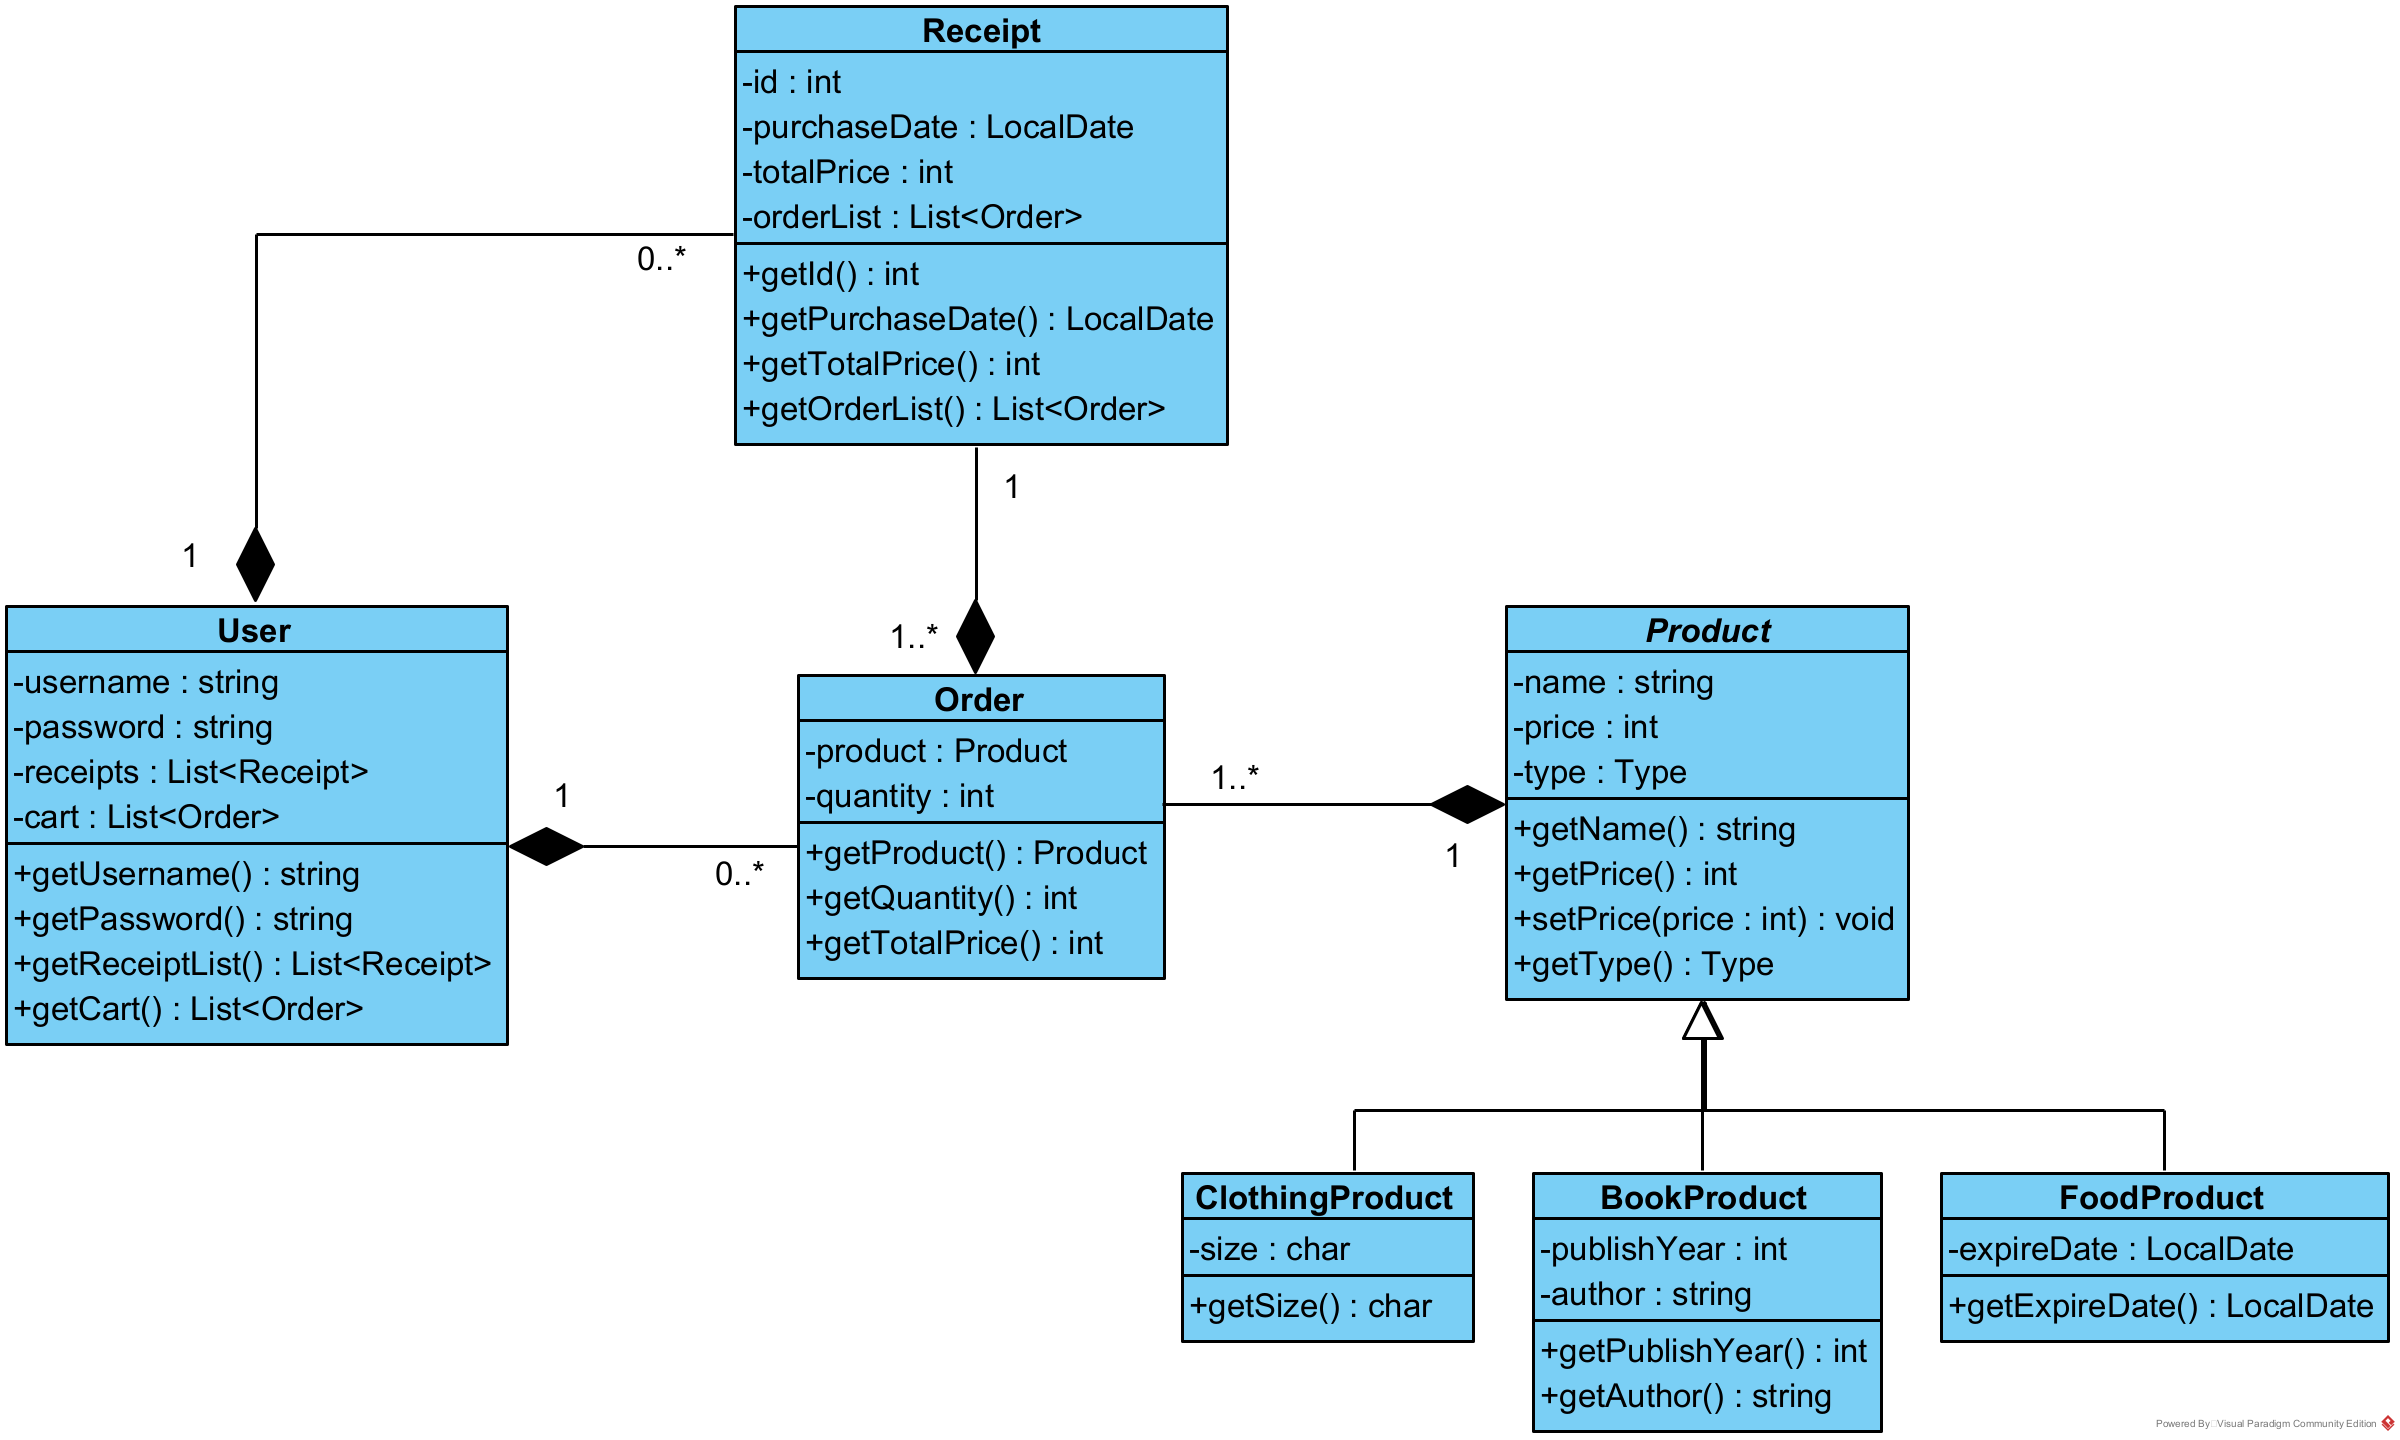 Receipt
-id : int
-purchaseDate : LocalDate
-totalPrice : int
-orderList : List<Order>
+getId() : int
+getPurchaseDate() : LocalDate
+getTotalPrice() : int
+getOrderList() : List<Order>
0..*
1
1
1..*
User
-username : string
-password : string
-receipts : List<Receipt>
-cart : List<Order>
+getUsername() : string
+getPassword() : string
+getReceiptList() : List<Receipt>
+getCart() : List<Order>
1
0..*
Order
-product : Product
-quantity : int
+getProduct() : Product
+getQuantity() : int
+getTotalPrice() : int
1..*
1
Product
-name : string
-price : int
-type : Type
+getName() : string
+getPrice() : int
+setPrice(price : int) : void
+getType() : Type
ClothingProduct
-size : char
+getSize() : char
BookProduct
-publishYear : int
-author : string
+getPublishYear() : int
+getAuthor() : string
FoodProduct
-expireDate : LocalDate
+getExpireDate() : LocalDate
Powered By Visual Paradigm Community Edition